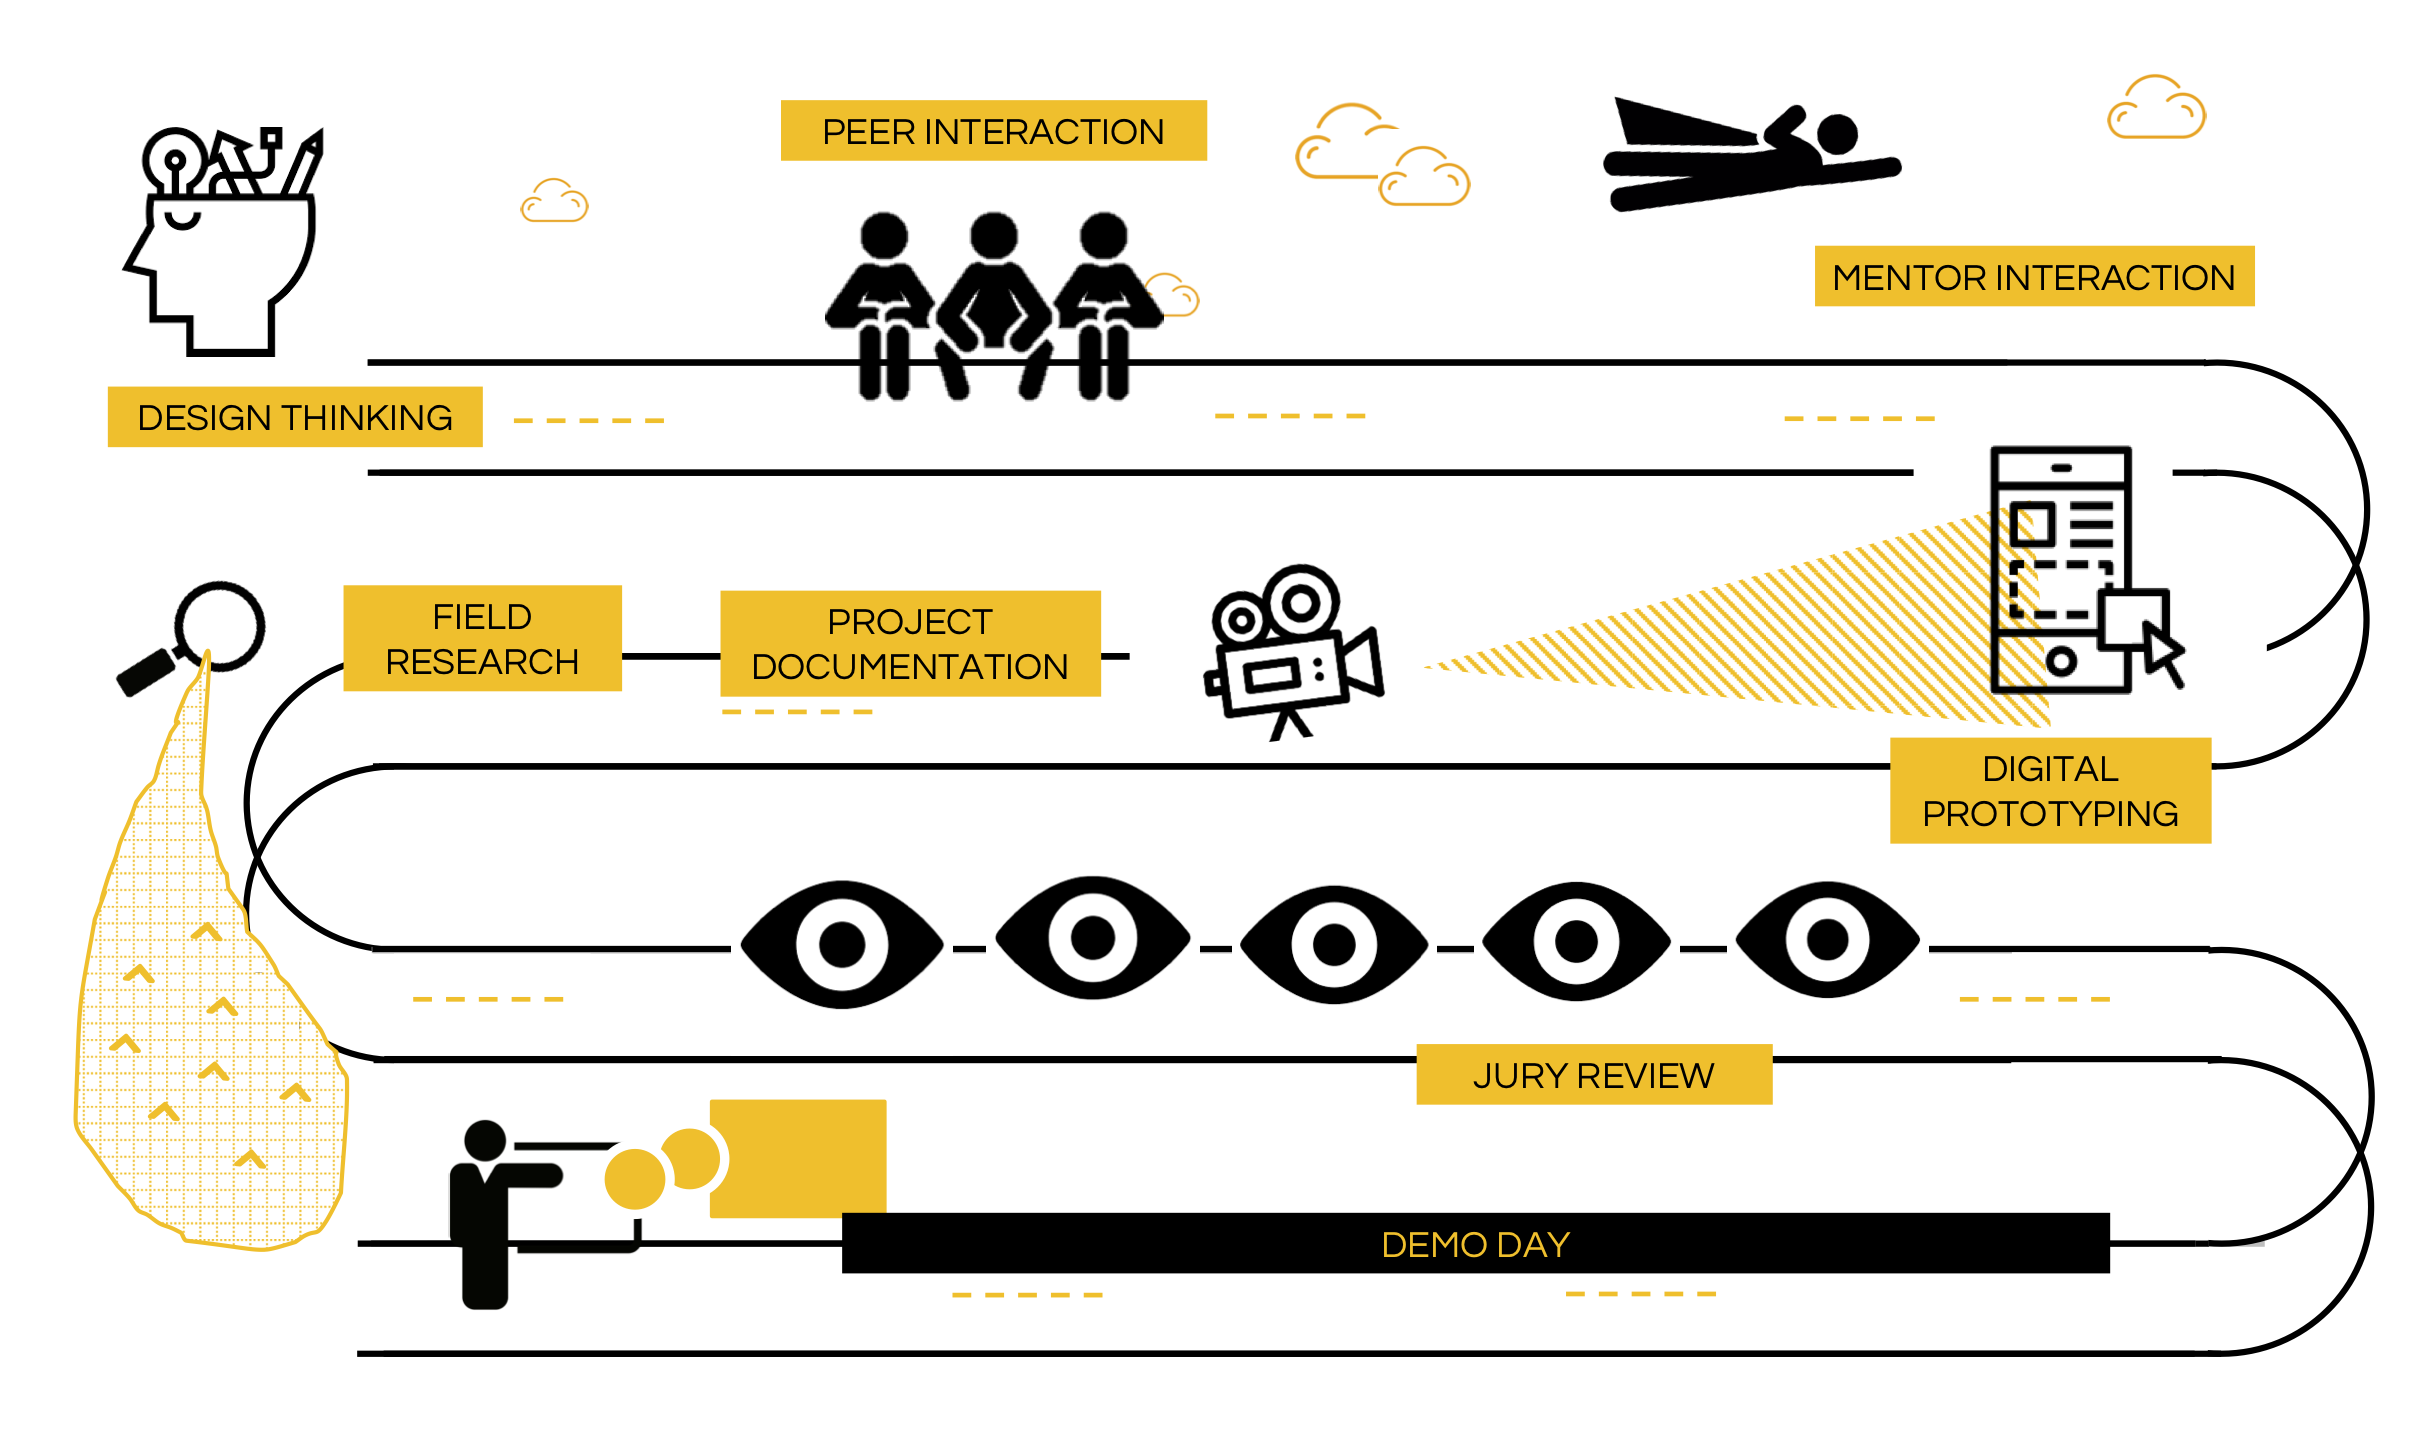 PEER INTERACTION
MENTOR INTERACTION
DESIGN THINKING
FIELD
RESEARCH
PROJECT
DOCUMENTATION
DIGITAL
PROTOTYPING
JURY REVIEW
DEMO DAY